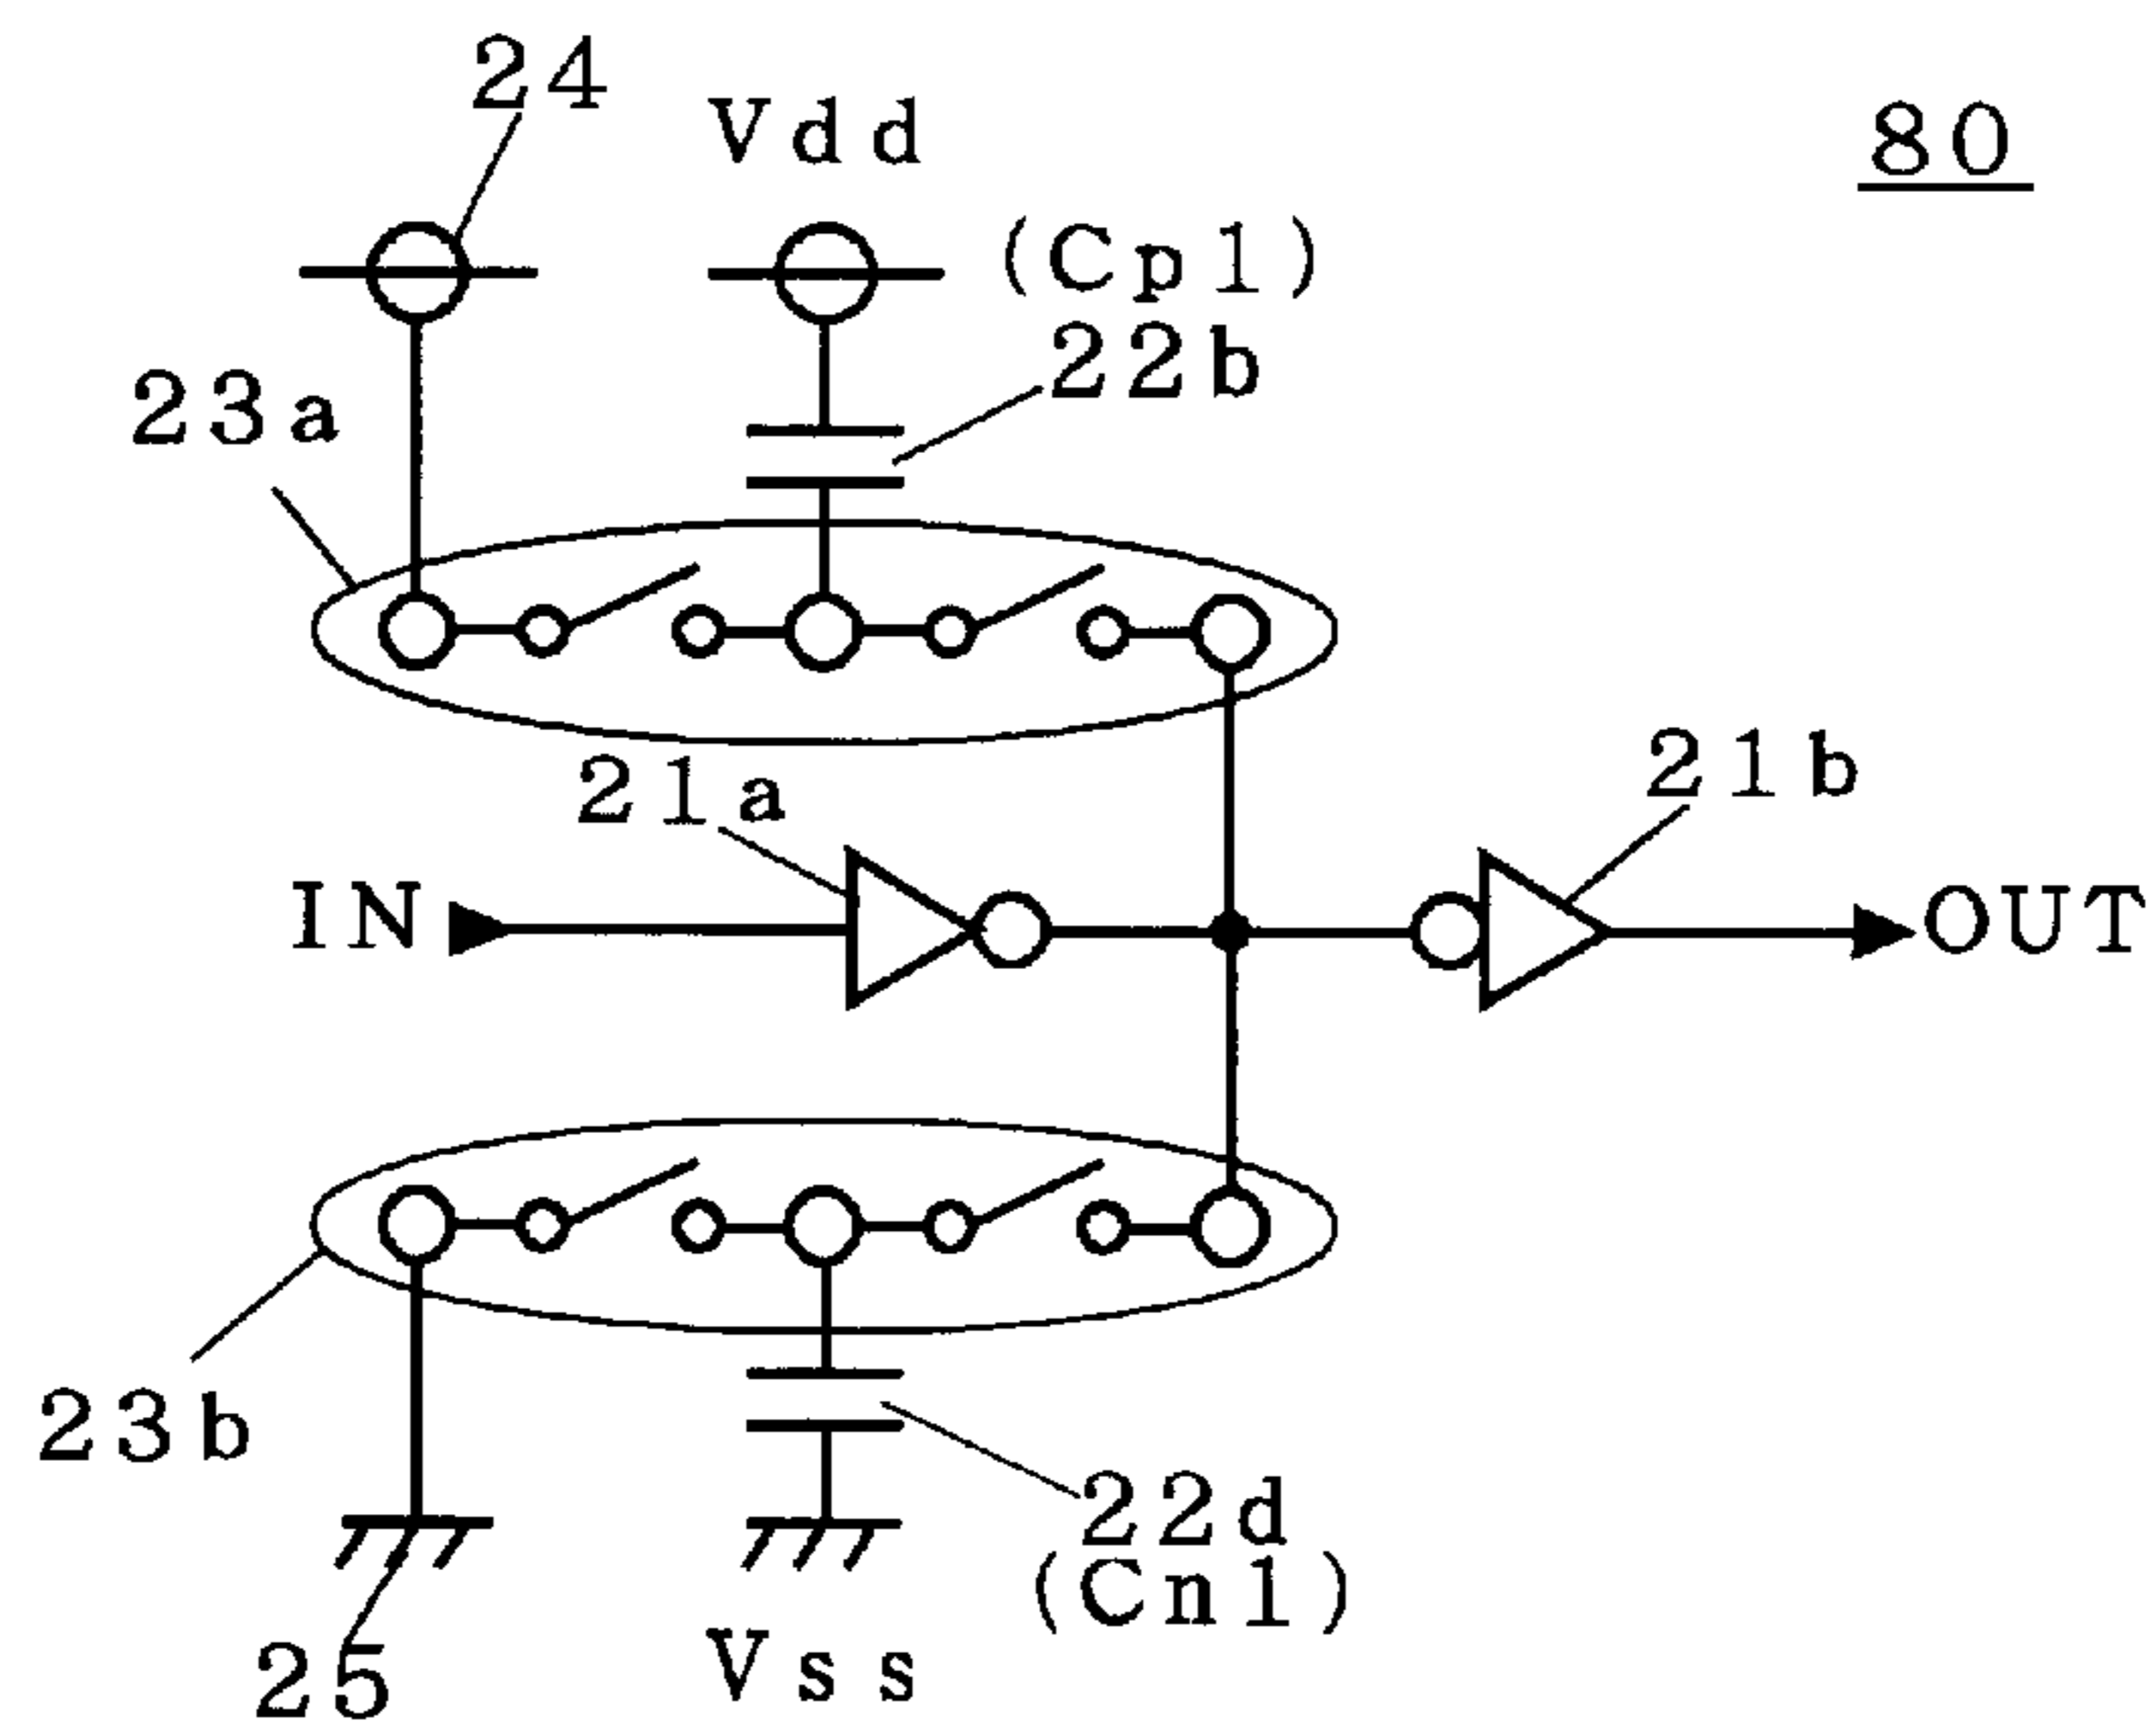 24
Vdd
80
(Cp1)
22b
23a
21a
21b
IN
OUT
23b
22d
(Cn1)
25
Vss